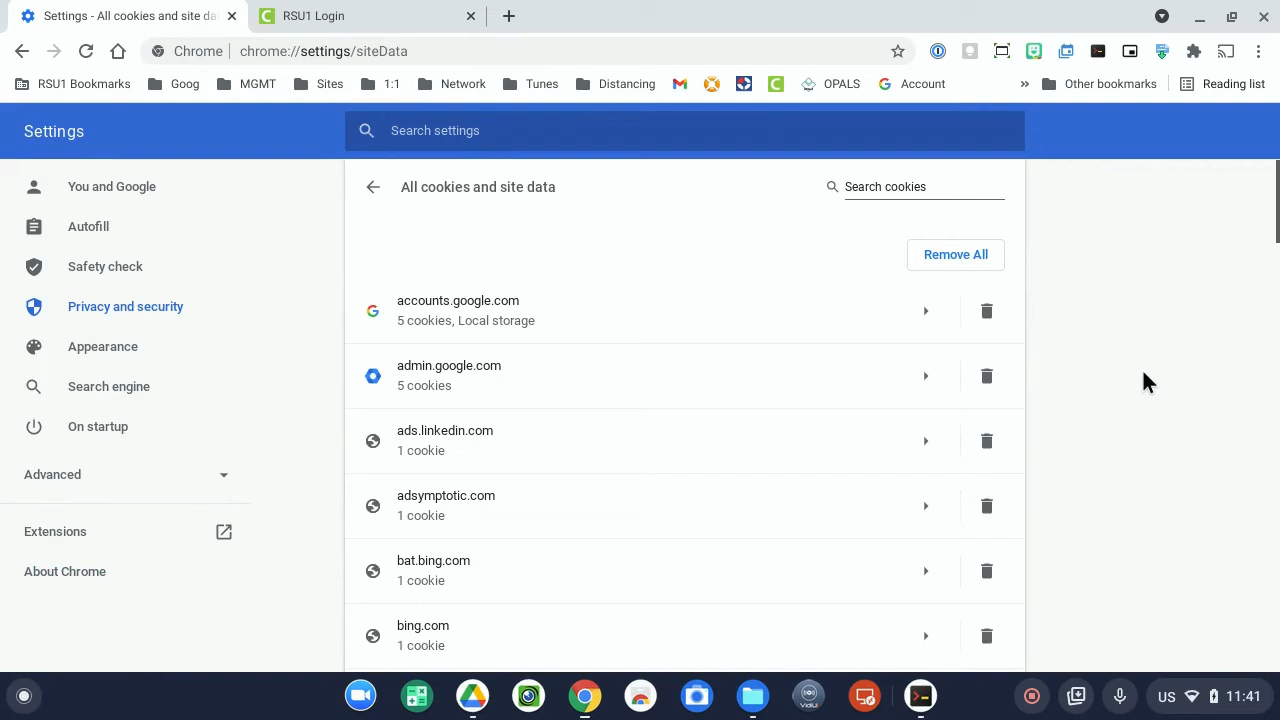 Settings - All cookies and site da
RSU1 Login
Chrome
chrome://settings/siteData
RSU1 Bookmarks
Goog
MGMT
Sites
1:1
Network
Tunes
Distancing
OPALS
Account
»
Other bookmarks
Reading list
Settings
Search settings
You and Google
Autofill
Safety check
Privacy and security
Appearance
Search engine
On startup
Advanced
Extensions
About Chrome
All cookies and site data
Search cookies
Remove All
accounts.google.com
5 cookies, Local storage
admin.google.com
5 cookies
ads.linkedin.com
1 cookie
adsymptotic.com
1 cookie
bat.bing.com
1 cookie
bing.com
1 cookie
VidU
US
11:41